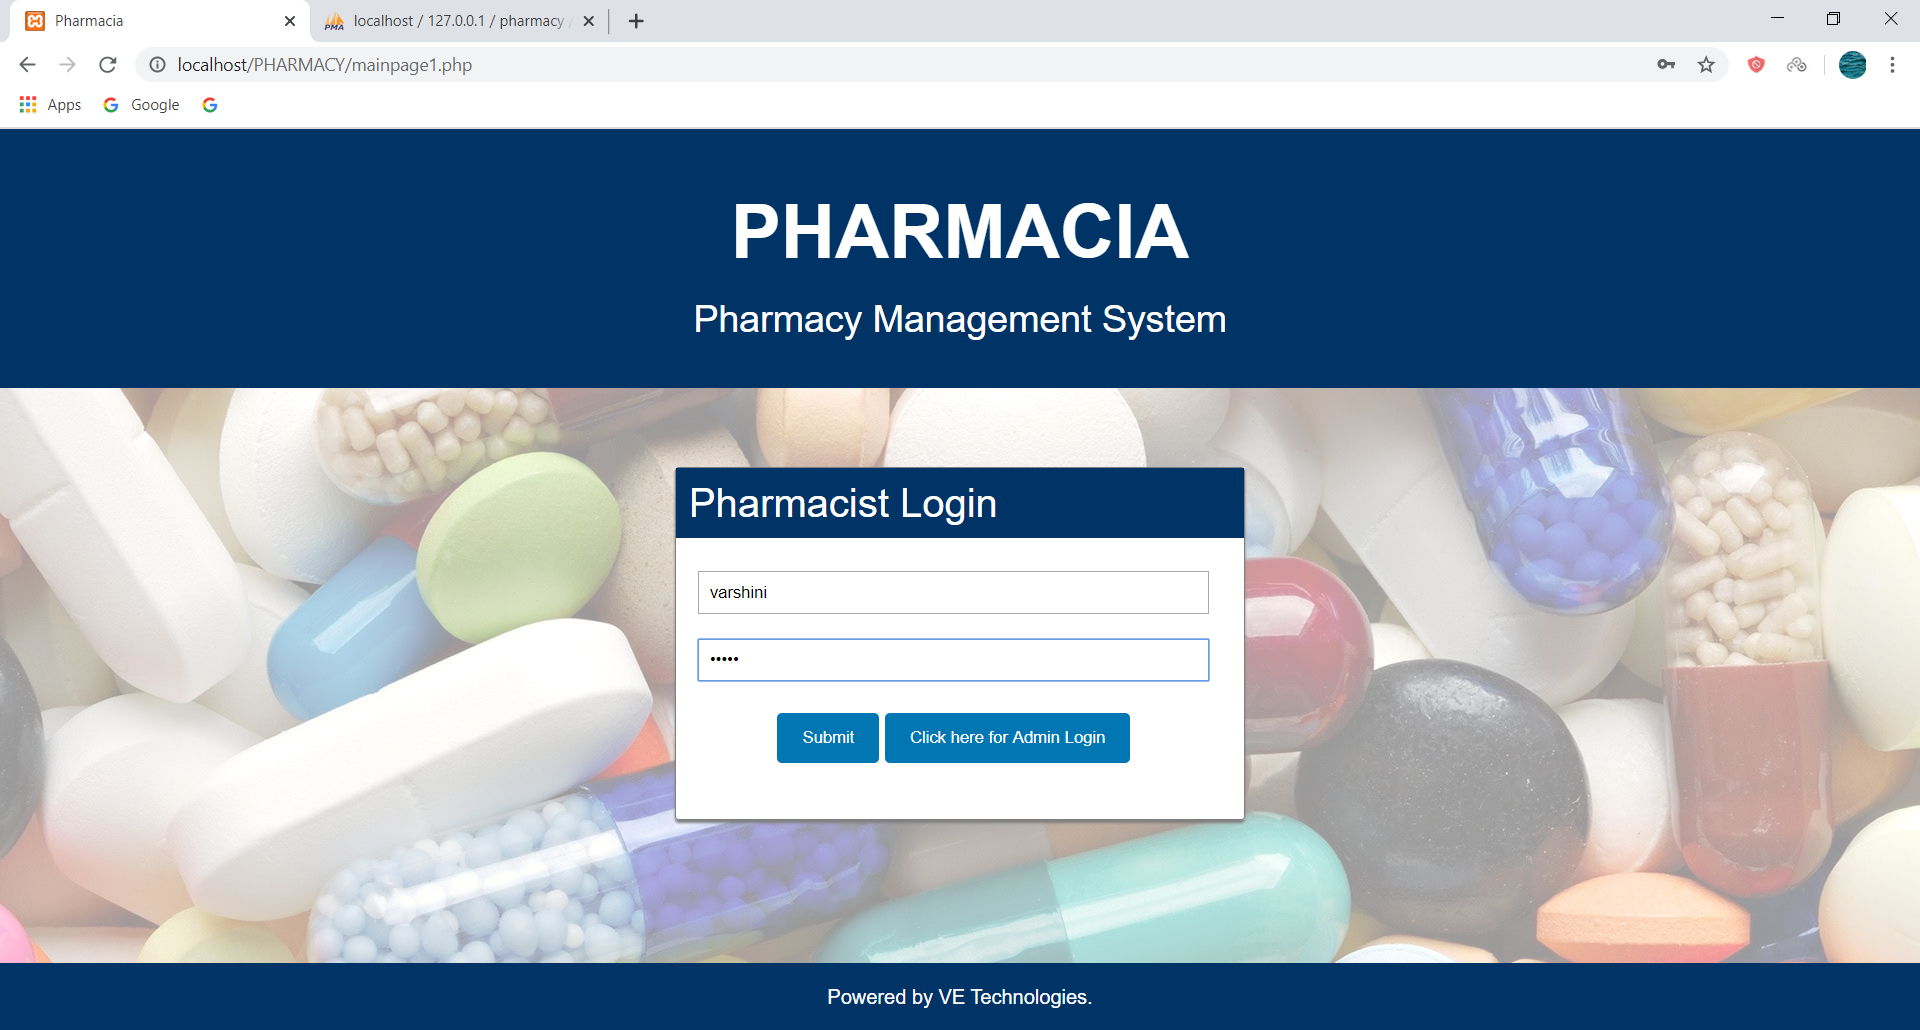 Pharmacia
PMA localhost / 127.0.0.1 / pharmacy /
localhost/PHARMACY/mainpage1.php
Apps Google
PHARMACIA
Pharmacy Management System
Pharmacist Login
varshini
•••••
Submit Click here for Admin Login
Powered by VE Technologies.